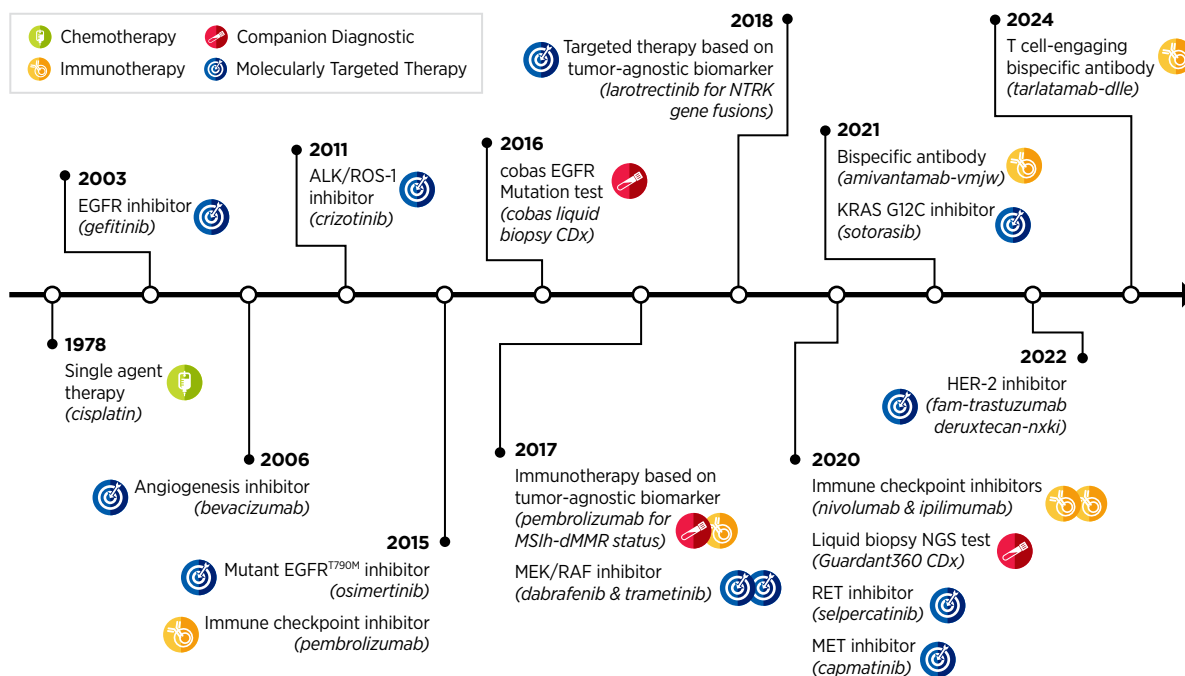 Chemotherapy
Companion Diagnostic
Immunotherapy
Molecularly Targeted Therapy
2003
EGFR inhibitor
(gefitinib)
2011
ALK/ROS-1
inhibitor
(crizotinib)
2016
cobas EGFR
Mutation test
(cobas liquid
biopsy CDx)
2018
Targeted therapy based on
tumor-agnostic biomarker
(larotrectinib for NTRK
gene fusions)
2021
Bispecific antibody
(amivantamab-vmjw)
KRAS G12C inhibitor
(sotorasib)
2024
T cell-engaging
bispecific antibody
(tarlatamab-dlle)
1978
Single agent
therapy
(cisplatin)
2006
Angiogenesis inhibitor
(bevacizumab)
2015
Mutant EGFRT790M inhibitor
(osimertinib)
Immune checkpoint inhibitor
(pembrolizumab)
2017
Immunotherapy based on
tumor-agnostic biomarker
(pembrolizumab for
MSIh-dMMR status)
MEK/RAF inhibitor
(dabrafenib & trametinib)
2020
Immune checkpoint inhibitors
(nivolumab & ipilimumab)
Liquid biopsy NGS test
(Guardant360 CDx)
RET inhibitor
(selpercatinib)
MET inhibitor
(capmatinib)
2022
HER-2 inhibitor
(fam-trastuzumab
deruxtecan-nxki)